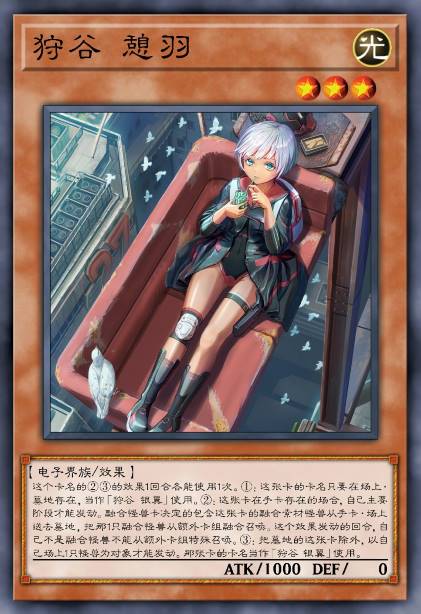 狩谷 憩羽
光
【电子界族/效果】
这个卡名的②③的效果1回合各能使用1次。①：这张卡的卡名只要在场上·
墓地存在，当作「狩谷 银翼」使用。②：这张卡在手卡存在的场合，自己主要
阶段才能发动。融合怪兽卡决定的包含这张卡的融合素材怪兽从手卡·场上
送去墓地，把那1只融合怪兽从额外卡组融合召唤。这个效果发动的回合，自
己不是融合怪兽不能从额外卡组特殊召唤。③：把墓地的这张卡除外，以自
己场上1只怪兽为对象才能发动。那张卡的卡名当作「狩谷 银翼」使用。
ATK/1000 DEF/ 0